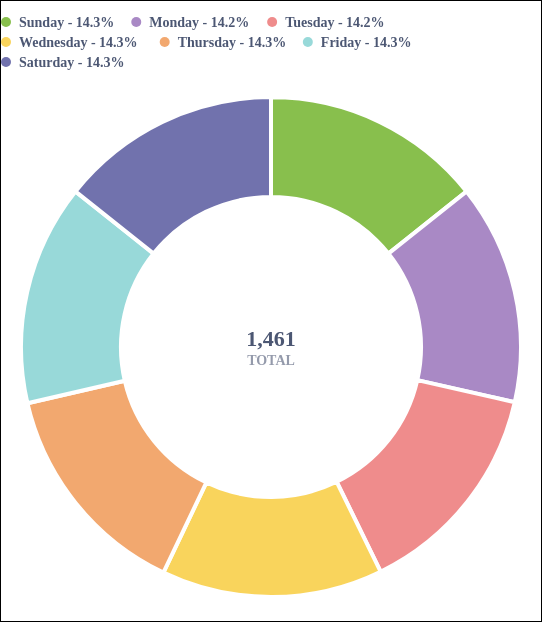 Sunday - 14.3% Monday - 14.2% Tuesday - 14.2%
Wednesday - 14.3% Thursday - 14.3% Friday - 14.3%
Saturday - 14.3%
1,461
TOTAL